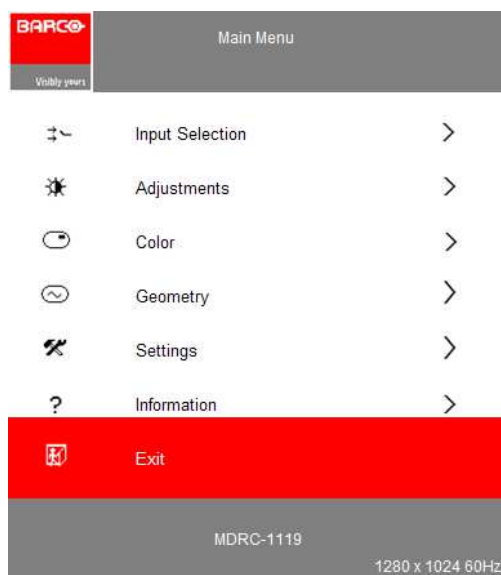 BARCO
Main Menu
Visibly yours
Input Selection
Adjustments
Color
Geometry
Settings
? Information
Exit
MDRC-1119
1280 x 1024 60Hz